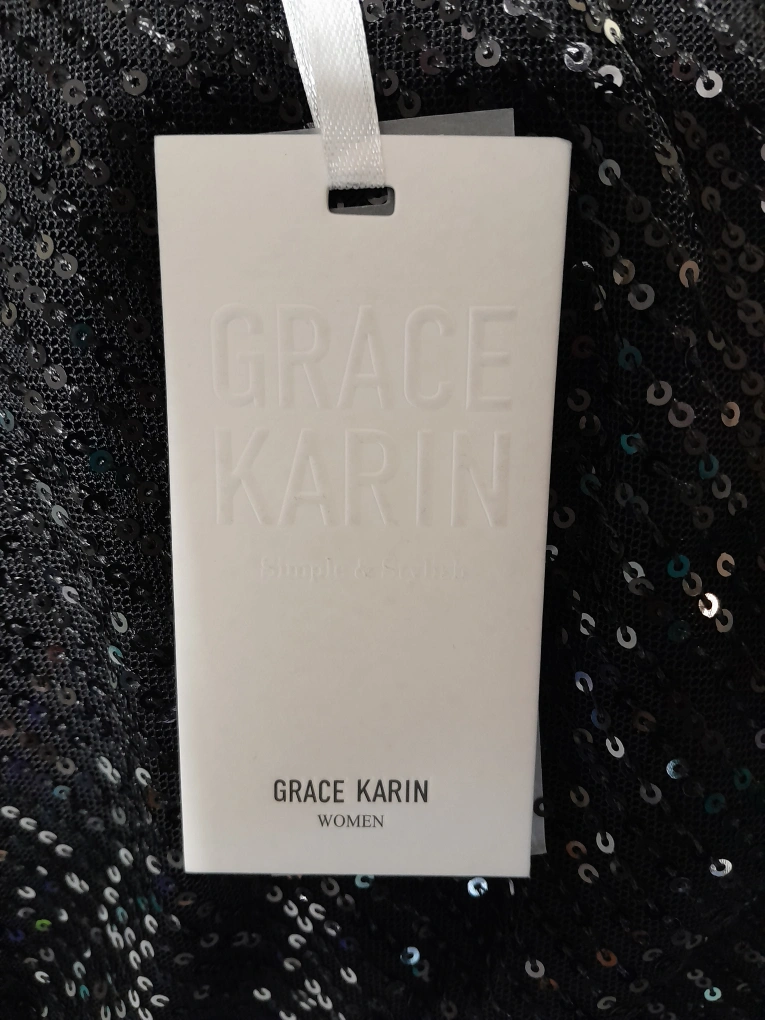 GRACE
KARIN
Simple & Stylish
GRACE KARIN
WOMEN